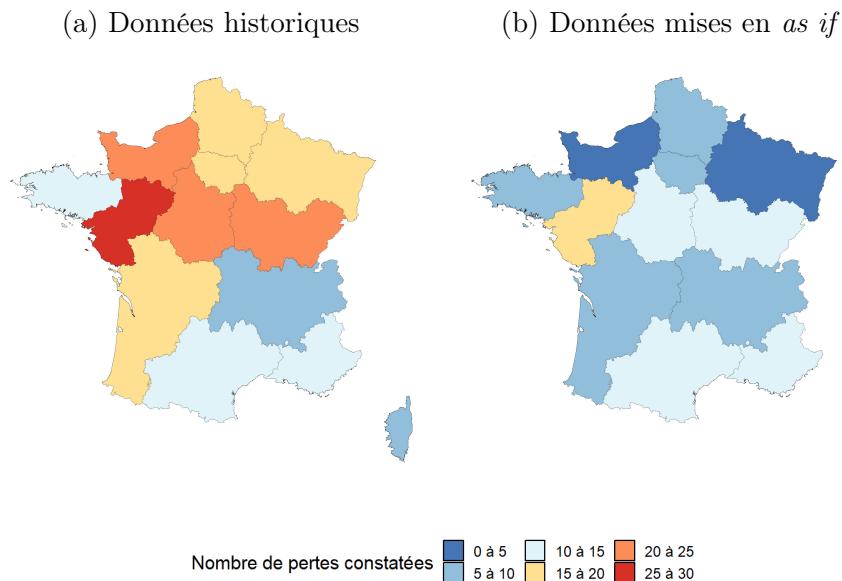 (a) Données historiques
(b) Données mises en as if
Nombre de pertes constatées
0 à 5
10 à 15
20 à 25
5 à 10
15 à 20
25 à 30